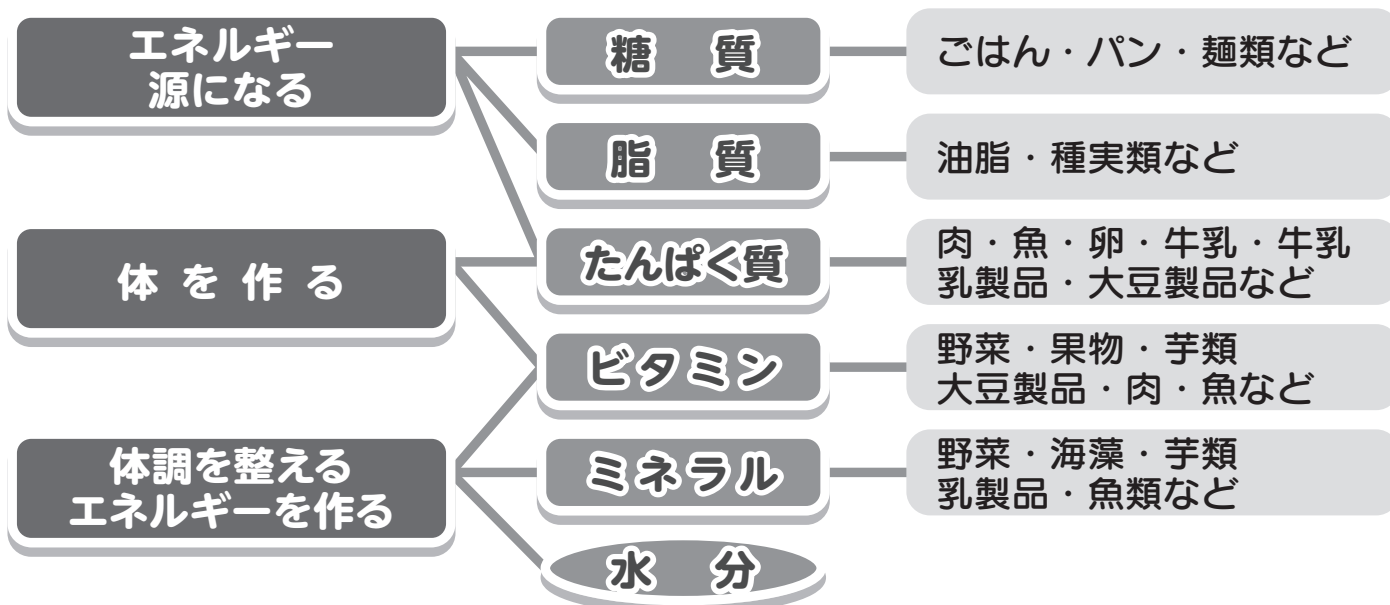 エネルギー
源になる
糖 質
ごはん・パン・麺類など
脂 質
油脂・種実類など
体 を 作 る
たんぱく質
肉・魚・卵・牛乳・牛乳
乳製品・大豆製品など
ビタミン
野菜・果物・芋類
大豆製品・肉・魚など
体調を整える
エネルギーを作る
ミネラル
野菜・海藻・芋類
乳製品・魚類など
水 分